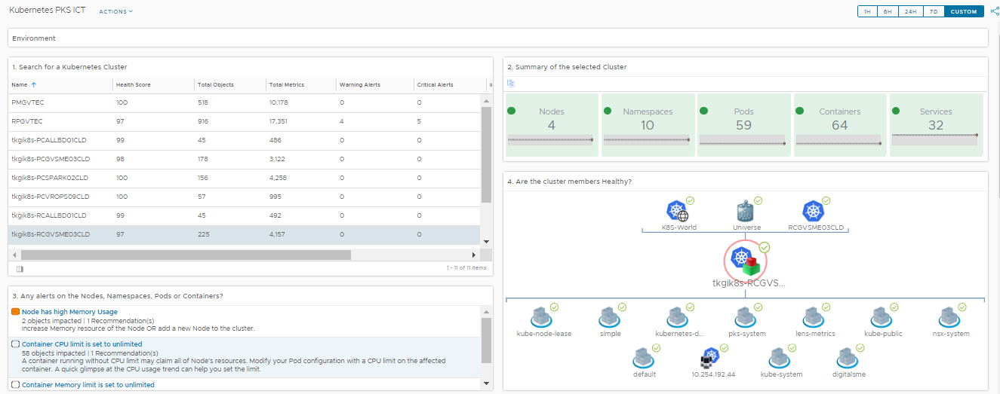 Kubernetes PKS ICT
ACTIONS
1H 6H 24H 7D CUSTOM
Environment
1. Search for a Kubernetes Cluster
Name Health Score Total Objects Total Metrics Warning Alerts Critical Alerts
PMGVTEC 100 518 10,178 0 0
RPGVTEC 97 916 17,351 4 5
tkgik8s-PCALLBD01CLD 99 45 486 0 0
tkgik8s-PCGVSME03CLD 98 178 3,122 0 0
tkgik8s-PCSPARK02CLD 100 156 4,258 0 0
tkgik8s-PCVROPS09CLD 100 57 995 0 0
tkgik8s-RCALLBD01CLD 99 45 492 0 0
tkgik8s-RCGVSME03CLD 97 225 4,157 0 0
1 - 11 of 11 items
2. Summary of the selected Cluster
Nodes Namespaces Pods Containers Services
4 10 59 64 32
3. Any alerts on the Nodes, Namespaces, Pods or Containers?
Node has high Memory Usage
2 objects impacted | 1 Recommendation(s)
Increase Memory resource of the Node OR add a new Node to the cluster.
Container CPU limit is set to unlimited
58 objects impacted | 1 Recommendation(s)
A container running without CPU limit may claim all of Node's resources. Modify your Pod configuration with a CPU limit on the affected
container. A quick glimpse at the CPU usage trend can help you set the limit.
Container Memory limit is set to unlimited
4. Are the cluster members Healthy?
K8S-World Universe RCGVSME03CLD
tkgik8s-RCGVS...
kube-node-lease simple kubernetes-d... pks-system lens-metrics kube-public nsx-system
default 10.254.192.44 kube-system digitalsme